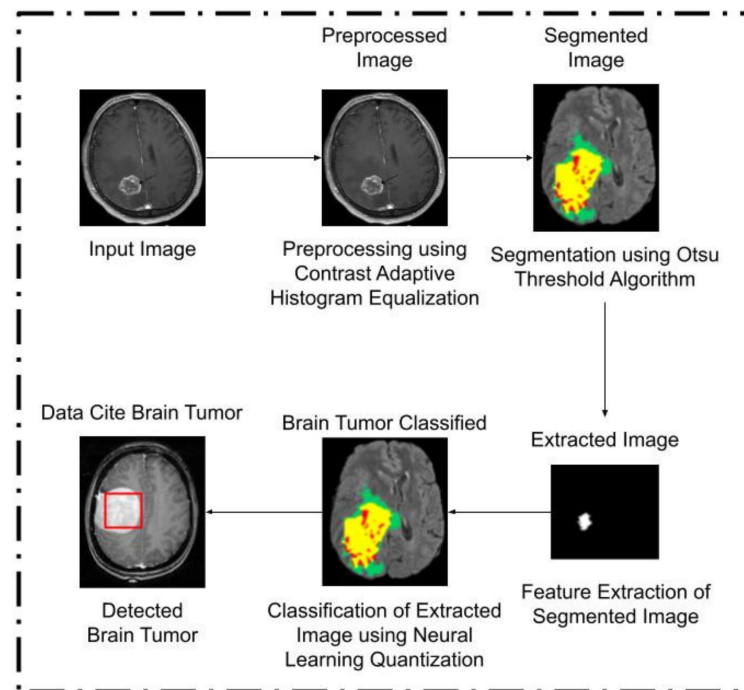 Preprocessed
Image
Segmented
Image
Input Image
Preprocessing using
Contrast Adaptive
Histogram Equalization
Segmentation using Otsu
Threshold Algorithm
Data Cite Brain Tumor
Brain Tumor Classified
Extracted Image
Detected
Brain Tumor
Classification of Extracted
Image using Neural
Learning Quantization
Feature Extraction of
Segmented Image